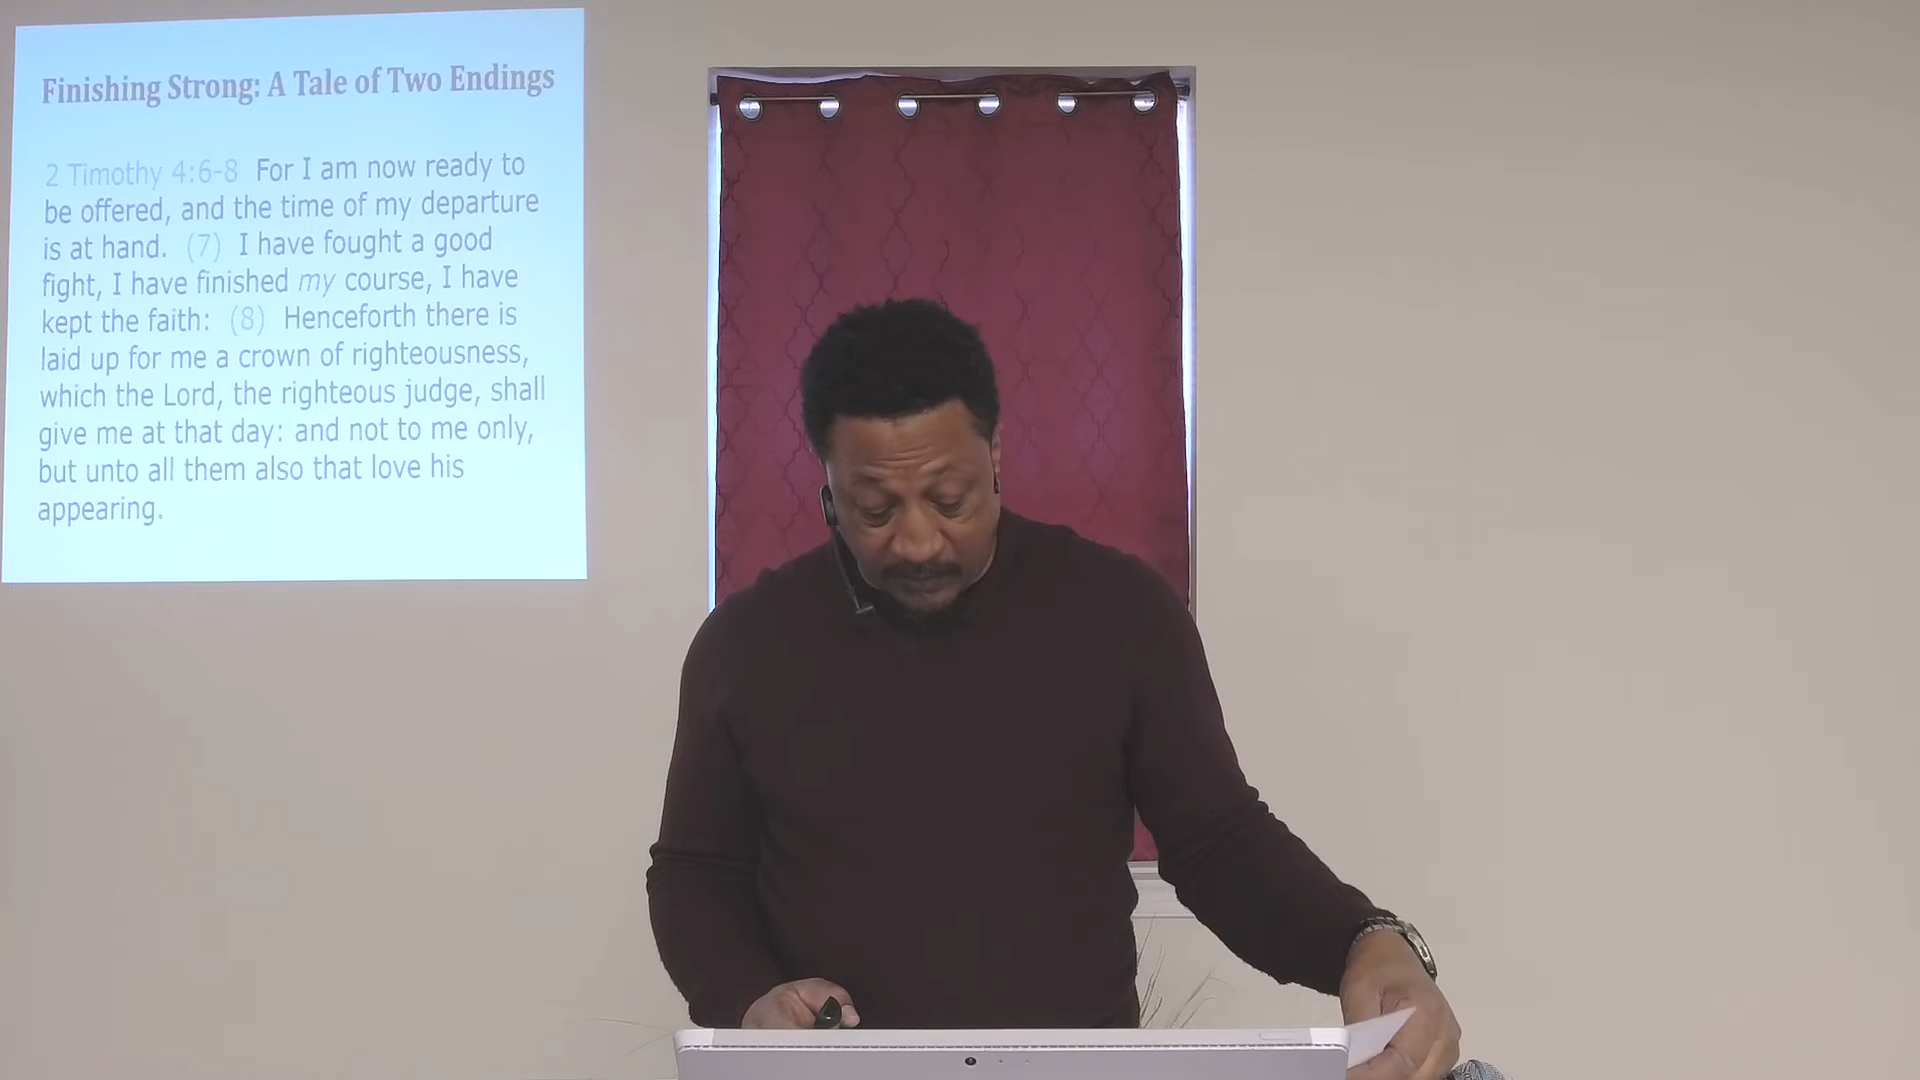 Finishing Strong: A Tale of Two Endings
2 Timothy 4:6-8 For I am now ready to
be offered, and the time of my departure
is at hand. (7) I have fought a good
fight, I have finished my course, I have
kept the faith: (8) Henceforth there is
laid up for me a crown of righteousness,
which the Lord, the righteous judge, shall
give me at that day: and not to me only,
but unto all them also that love his
appearing.